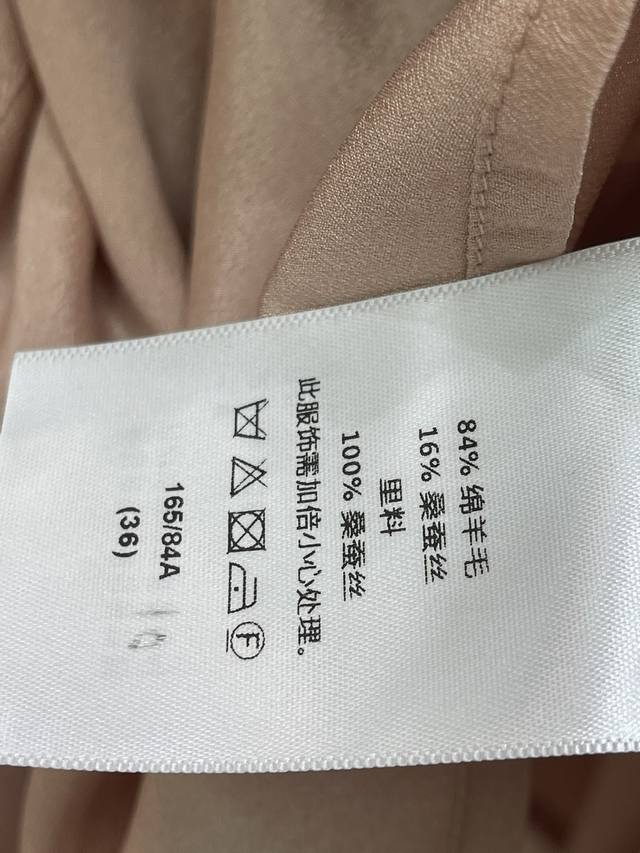 84% 绵羊毛
16% 桑蚕丝
里料
100% 桑蚕丝
此服饰需加倍小心处理。
F
165/84A
(36)